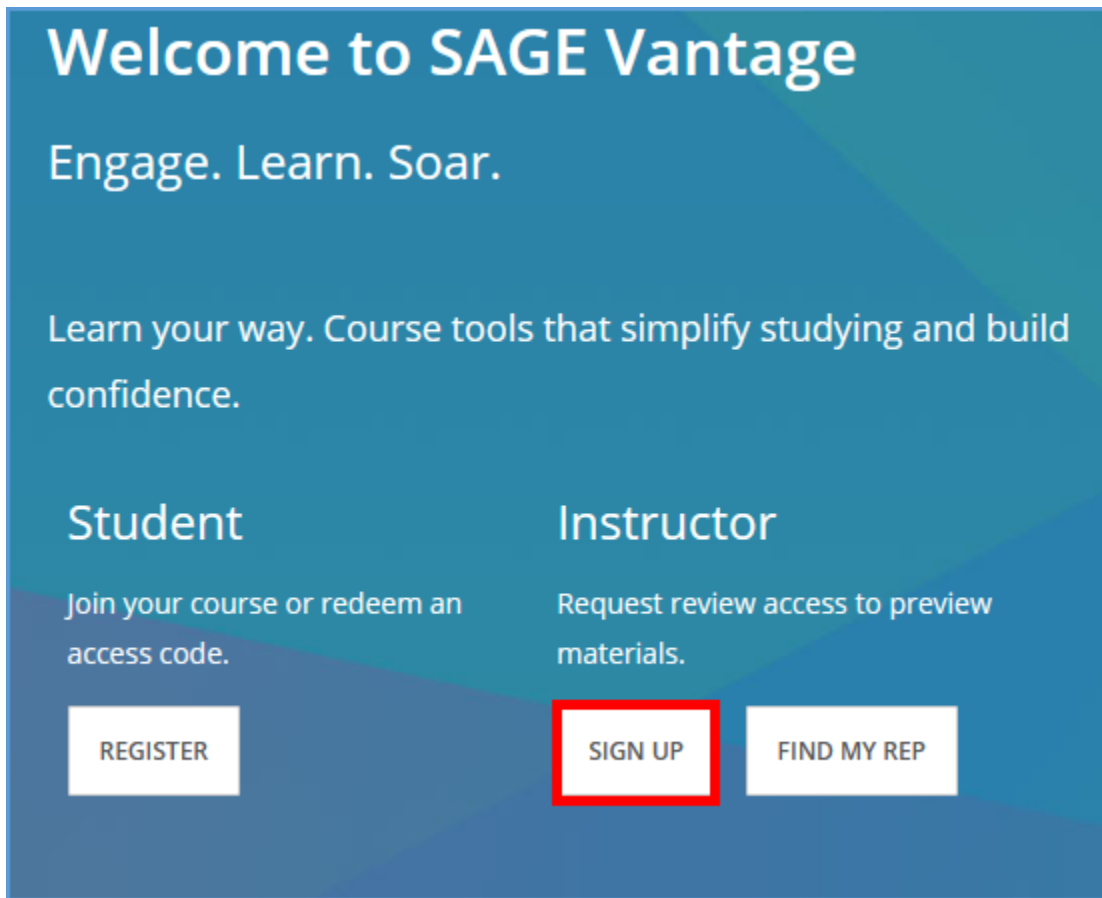 Welcome to SAGE Vantage
Engage. Learn. Soar.
Learn your way. Course tools that simplify studying and build
confidence.
Student
Join your course or redeem an
access code.
REGISTER
Instructor
Request review access to preview
materials.
SIGN UP
FIND MY REP